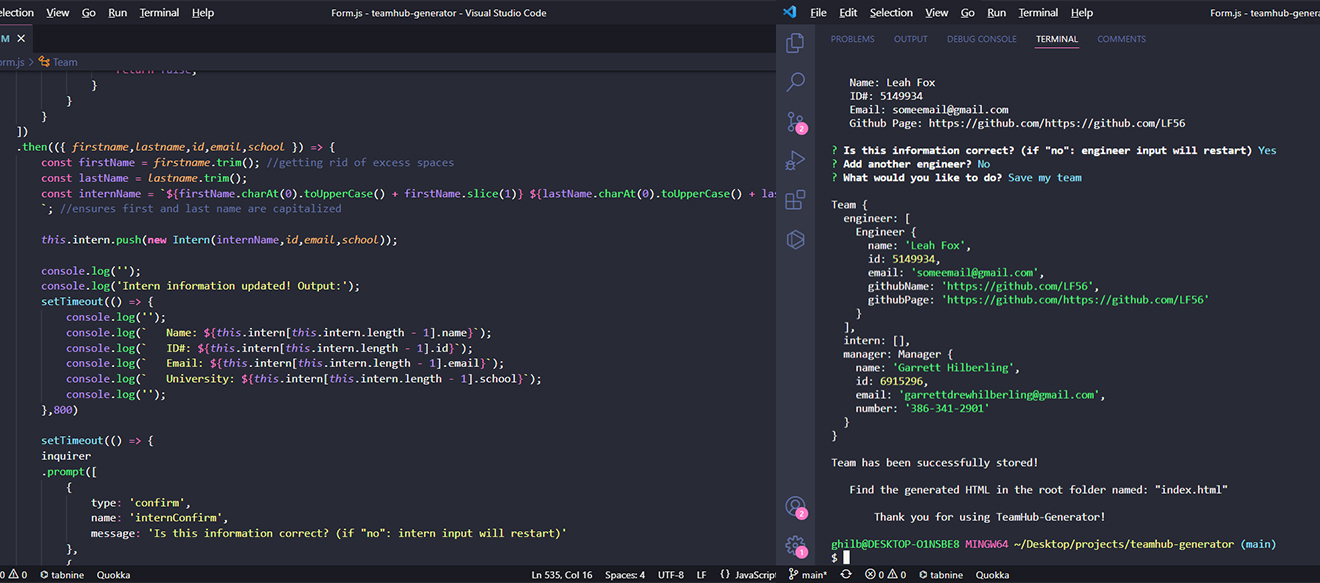 election View Go Run Terminal Help
Form.js - teamhub-generator - Visual Studio Code
M
orm.js > Team
return false;
}
}
}
])
.then(({ firstname,lastname,id,email,school }) => {
const firstName = firstname.trim(); //getting rid of excess spaces
const lastName = lastname.trim();
const internName = `${firstName.charAt(0).toUpperCase() + firstName.slice(1)} ${lastName.charAt(0).toUpperCase() + las
`; //ensures first and last name are capitalized
this.intern.push(new Intern(internName,id,email,school));
console.log('');
console.log('Intern information updated! Output:');
setTimeout(() => {
console.log('');
console.log(`   Name: ${this.intern[this.intern.length - 1].name}`);
console.log(`   ID#: ${this.intern[this.intern.length - 1].id}`);
console.log(`   Email: ${this.intern[this.intern.length - 1].email}`);
console.log(`   University: ${this.intern[this.intern.length - 1].school}`);
console.log('');
},800)
setTimeout(() => {
inquirer
.prompt([
{
type: 'confirm',
name: 'internConfirm',
message: 'Is this information correct? (if "no": intern input will restart)'
},
{
0 0 tabnine Quokka Ln 535, Col 16 Spaces: 4 UTF-8 LF {} JavaScript
File Edit Selection View Go Run Terminal Help
Form.js - teamhub-genera
PROBLEMS OUTPUT DEBUG CONSOLE TERMINAL COMMENTS
2
2
1
Name: Leah Fox
ID#: 5149934
Email: someemail@gmail.com
Github Page: https://github.com/https://github.com/LF56
? Is this information correct? (if "no": engineer input will restart) Yes
? Add another engineer? No
? What would you like to do? Save my team
Team {
engineer: [
Engineer {
name: 'Leah Fox',
id: 5149934,
email: 'someemail@gmail.com',
githubName: 'https://github.com/LF56',
githubPage: 'https://github.com/https://github.com/LF56'
}
],
intern: [],
manager: Manager {
name: 'Garrett Hilberling',
id: 6915296,
email: 'garrettdrewhilberling@gmail.com',
number: '386-341-2901'
}
}
Team has been successfully stored!
Find the generated HTML in the root folder named: "index.html"
Thank you for using TeamHub-Generator!
ghilb@DESKTOP-O1NSBE8 MINGW64 ~/Desktop/projects/teamhub-generator (main)
$
main* 0 0 tabnine Quokka